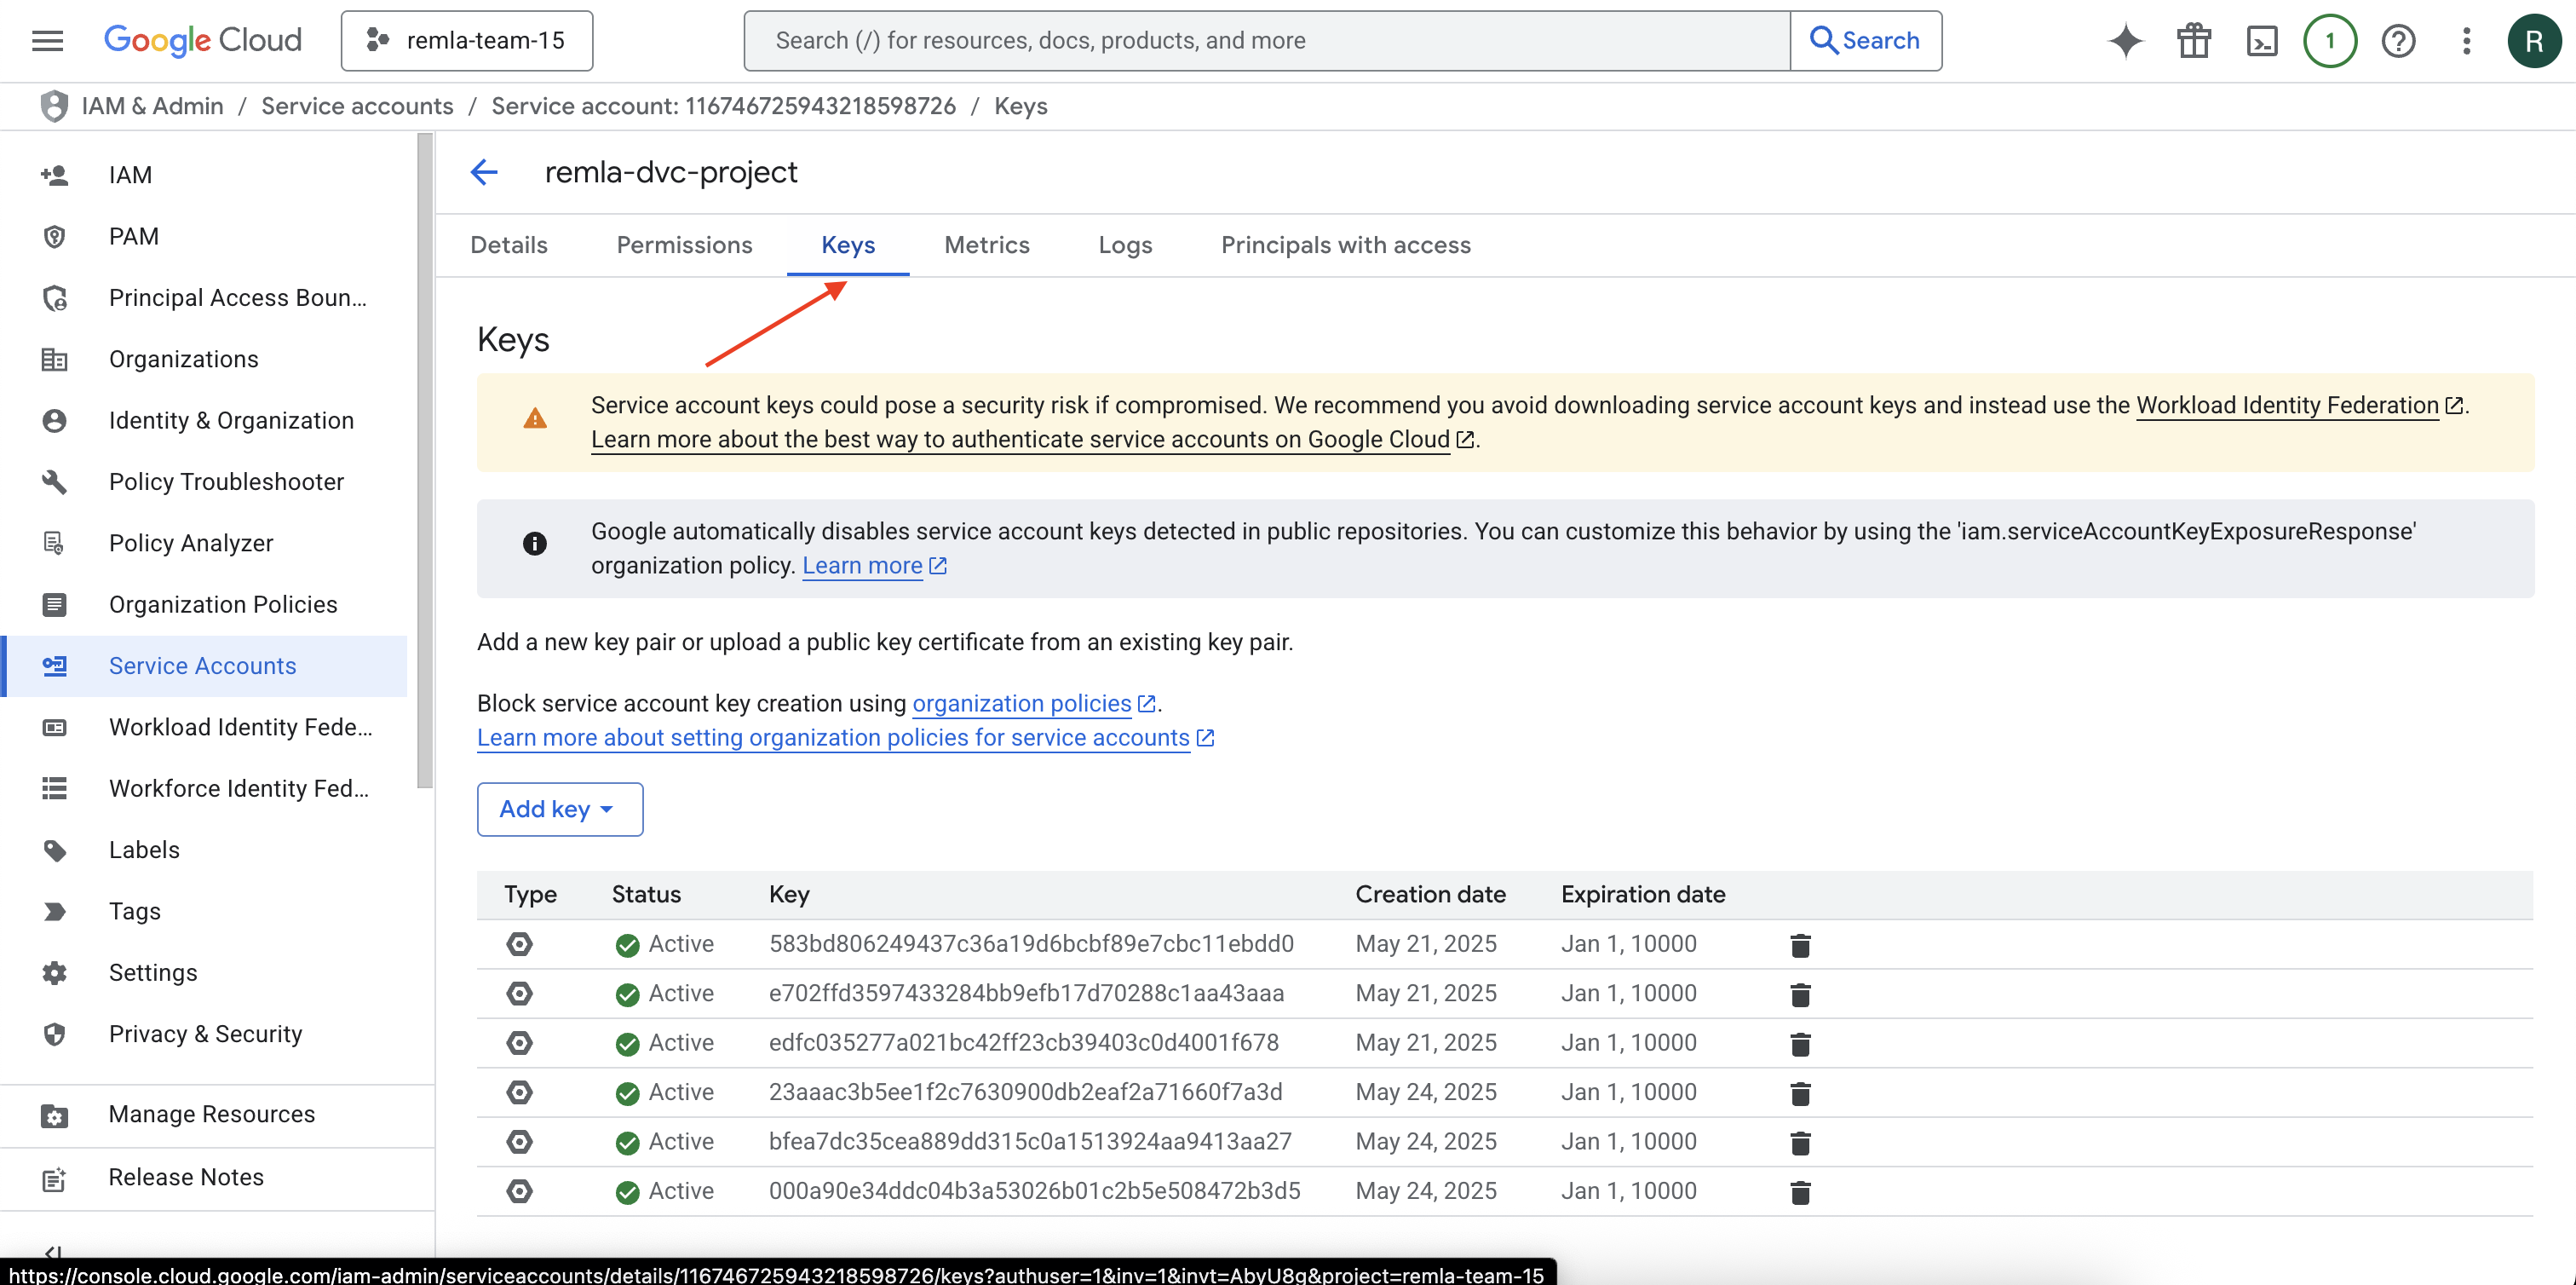 Google Cloud
remla-team-15
Search (/) for resources, docs, products, and more
Search
1
R
IAM & Admin / Service accounts / Service account: 116746725943218598726 / Keys
IAM
PAM
Principal Access Boun...
Organizations
Identity & Organization
Policy Troubleshooter
Policy Analyzer
Organization Policies
Service Accounts
Workload Identity Fede...
Workforce Identity Fed...
Labels
Tags
Settings
Privacy & Security
Manage Resources
Release Notes
remla-dvc-project
Details Permissions Keys Metrics Logs Principals with access
Keys
Service account keys could pose a security risk if compromised. We recommend you avoid downloading service account keys and instead use the Workload Identity Federation.
Learn more about the best way to authenticate service accounts on Google Cloud.
Google automatically disables service account keys detected in public repositories. You can customize this behavior by using the 'iam.serviceAccountKeyExposureResponse'
organization policy. Learn more
Add a new key pair or upload a public key certificate from an existing key pair.
Block service account key creation using organization policies.
Learn more about setting organization policies for service accounts
Add key
Type Status Key Creation date Expiration date
Active 583bd806249437c36a19d6bcbf89e7cbc11ebdd0 May 21, 2025 Jan 1, 10000
Active e702ffd3597433284bb9efb17d70288c1aa43aaa May 21, 2025 Jan 1, 10000
Active edfc035277a021bc42ff23cb39403c0d4001f678 May 21, 2025 Jan 1, 10000
Active 23aaac3b5ee1f2c7630900db2eaf2a71660f7a3d May 24, 2025 Jan 1, 10000
Active bfea7dc35cea889dd315c0a1513924aa9413aa27 May 24, 2025 Jan 1, 10000
Active 000a90e34ddc04b3a53026b01c2b5e508472b3d5 May 24, 2025 Jan 1, 10000
https://console.cloud.google.com/iam-admin/serviceaccounts/details/116746725943218598726/keys?authuser=1&inv=1&invt=AbyU8g&project=remla-team-15